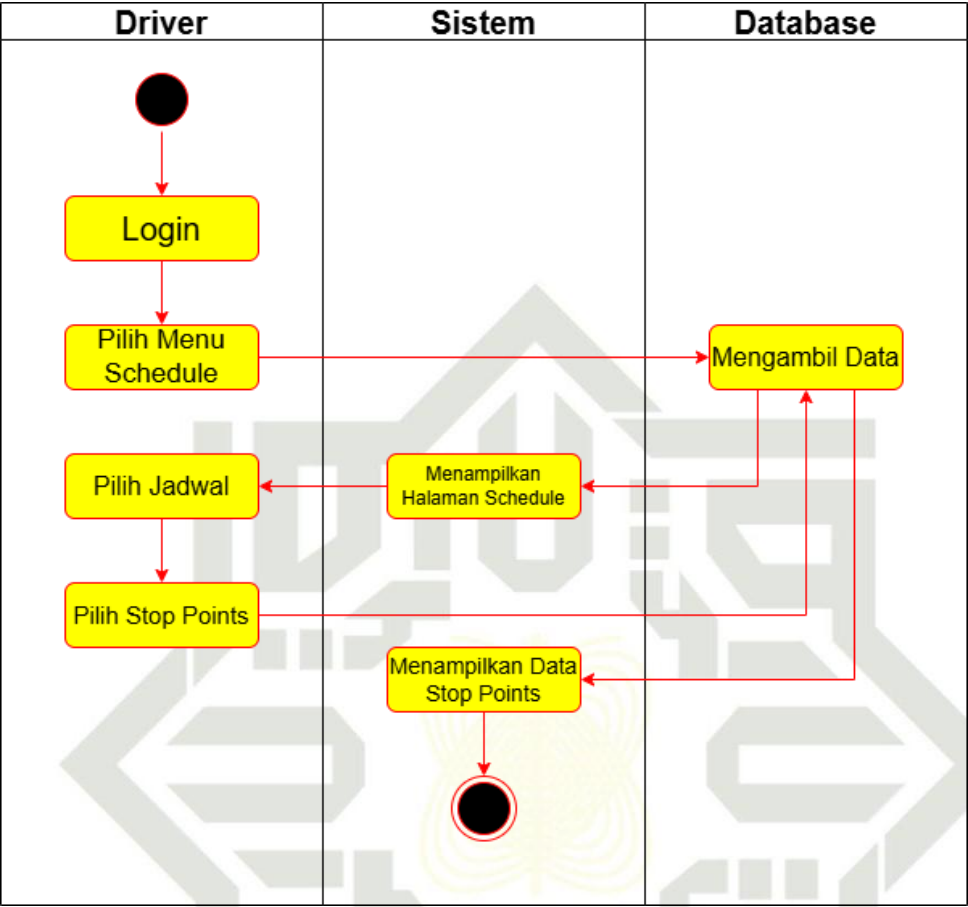 Driver
Sistem
Database
Login
Pilih Menu
Schedule
Mengambil Data
Pilih Jadwal
Menampilkan
Halaman Schedule
Pilih Stop Points
Menampilkan Data
Stop Points